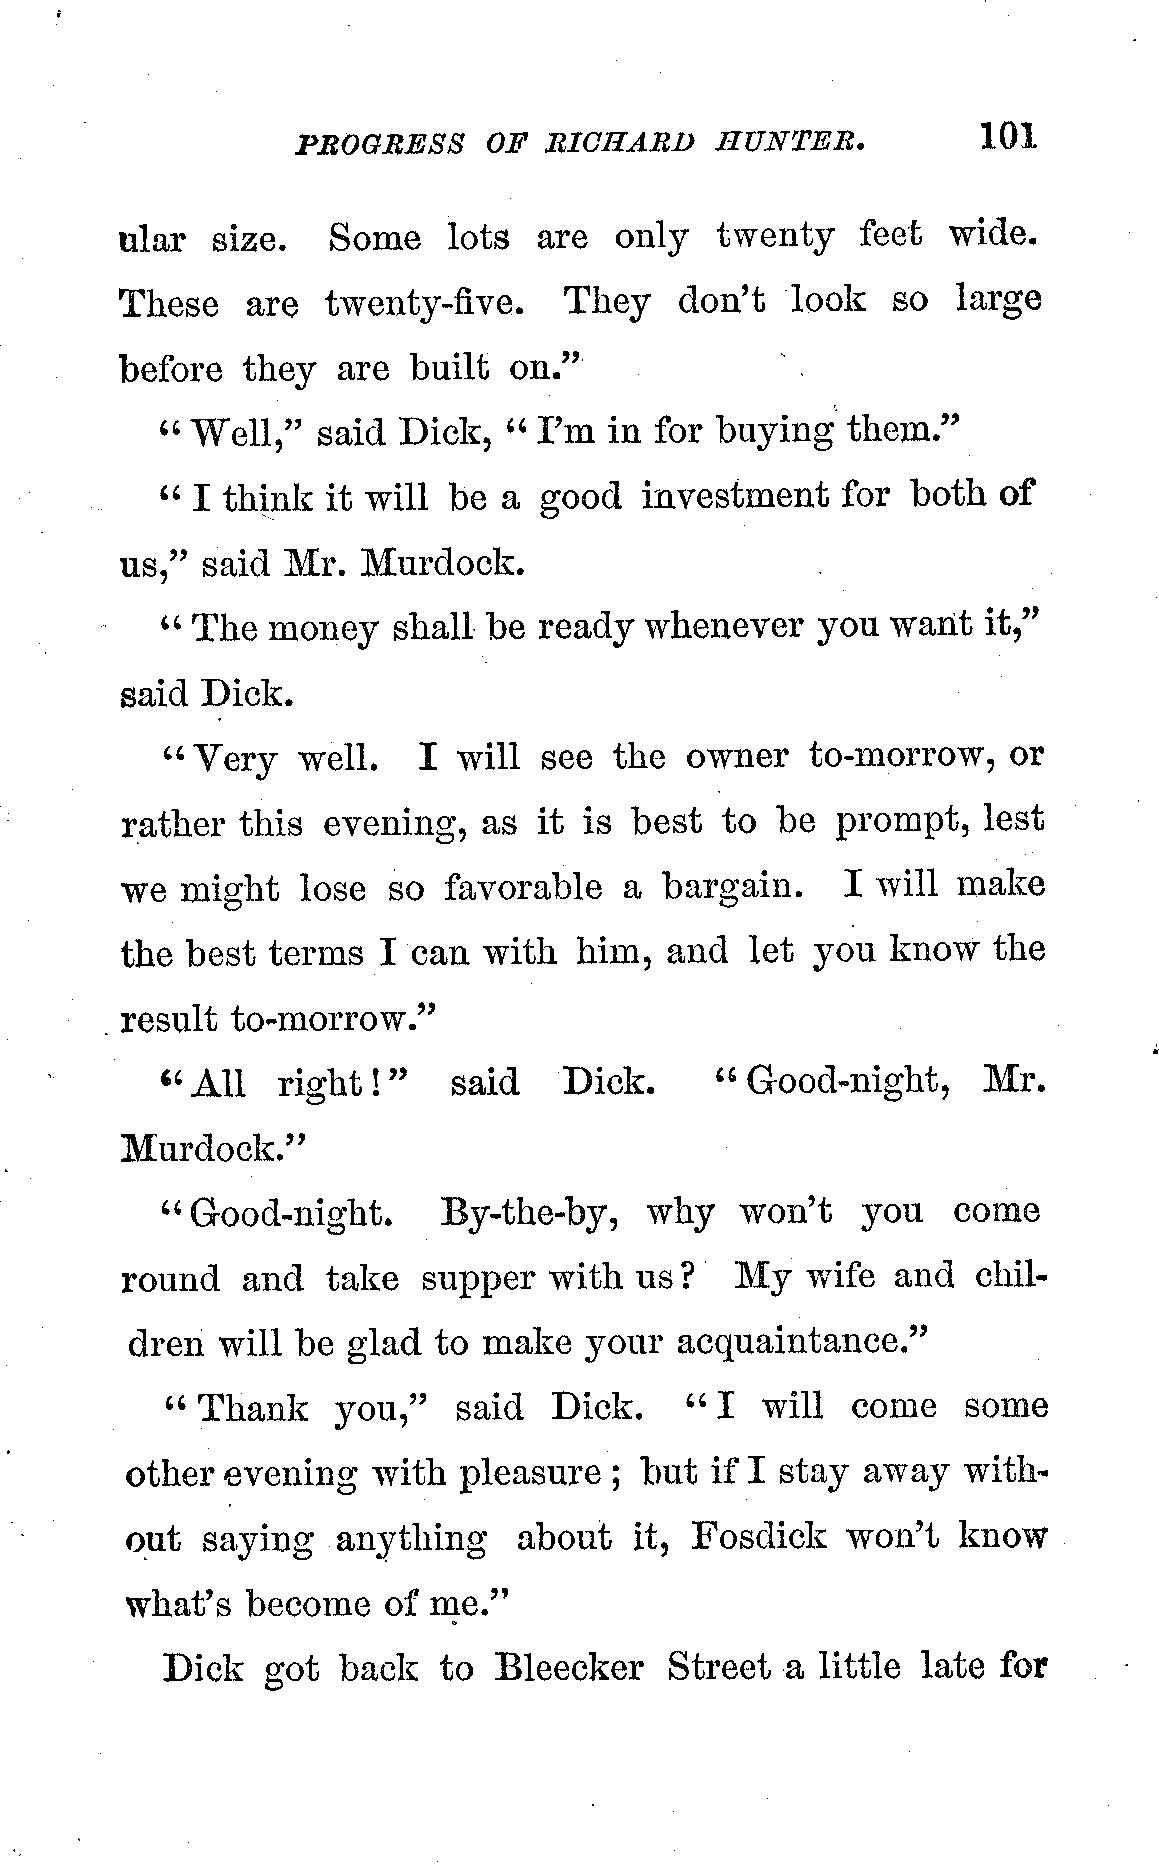 PROGRESS OF RICHARD HUNTER. 101
ular size. Some lots are only twenty feet wide.
These are twenty-five. They don't look so large
before they are built on."
"Well," said Dick, "I'm in for buying them."
"I think it will be a good investment for both of
us," said Mr. Murdock.
"The money shall be ready whenever you want it,"
said Dick.
"Very well. I will see the owner to-morrow, or
rather this evening, as it is best to be prompt, lest
we might lose so favorable a bargain. I will make
the best terms I can with him, and let you know the
result to-morrow."
"All right!" said Dick. "Good-night, Mr.
Murdock."
"Good-night. By-the-by, why won't you come
round and take supper with us? My wife and chil-
dren will be glad to make your acquaintance."
"Thank you," said Dick. "I will come some
other evening with pleasure; but if I stay away with-
out saying anything about it, Fosdick won't know
what's become of me."
Dick got back to Bleecker Street a little late for